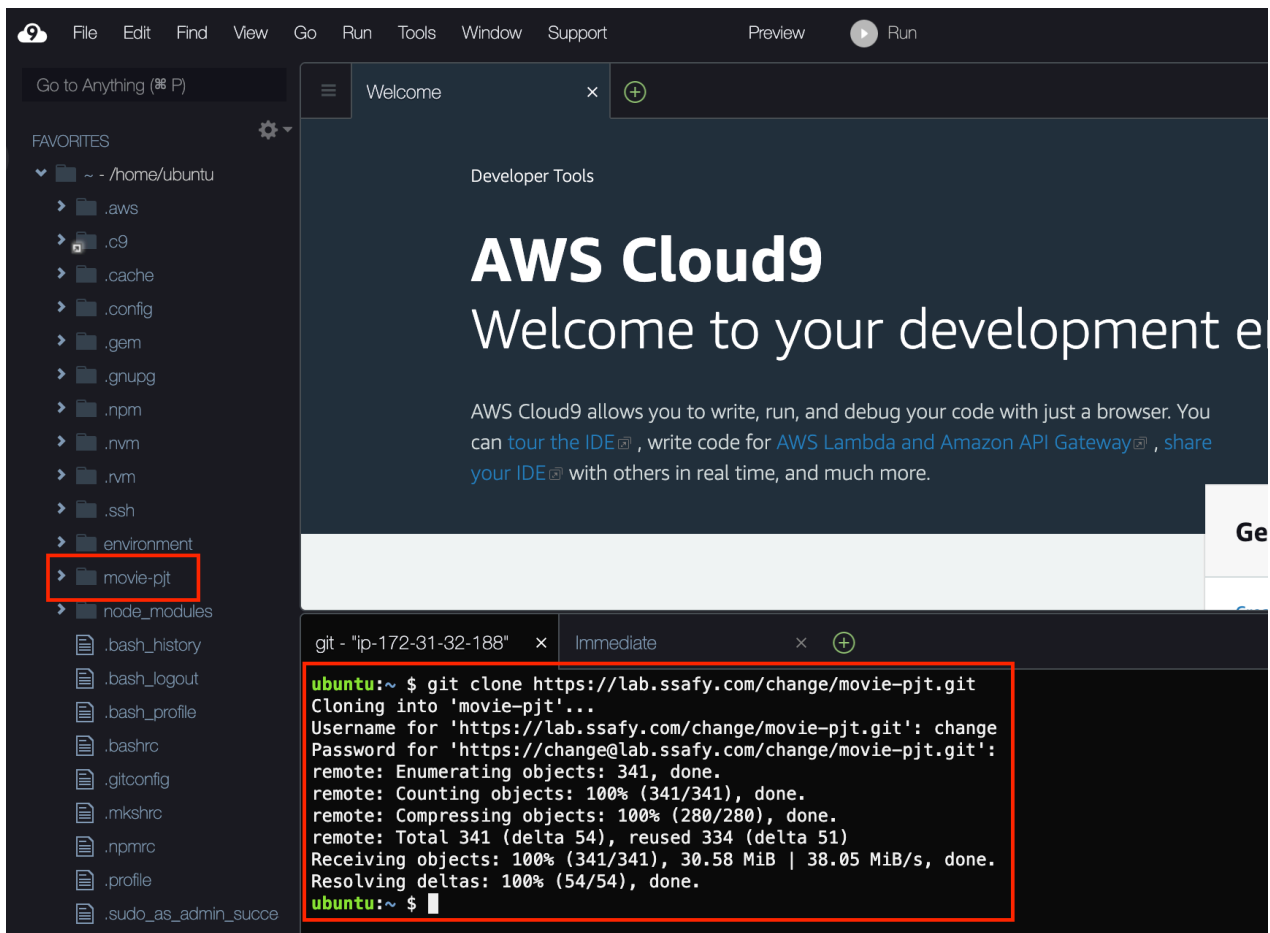 9 File Edit Find View Go Run Tools Window Support Preview Run
Go to Anything (⌘ P)
FAVORITES
~ - /home/ubuntu
.aws
.c9
.cache
.config
.gem
.gnupg
.npm
.nvm
.rvm
.ssh
environment
movie-pjt
node_modules
.bash_history
.bash_logout
.bash_profile
.bashrc
.gitconfig
.mkshrc
.npmrc
.profile
.sudo_as_admin_succe
Welcome
Developer Tools
AWS Cloud9
Welcome to your development e
AWS Cloud9 allows you to write, run, and debug your code with just a browser. You
can tour the IDE , write code for AWS Lambda and Amazon API Gateway , share
your IDE with others in real time, and much more.
Ge
git - "ip-172-31-32-188" Immediate
ubuntu:~ $ git clone https://lab.ssafy.com/change/movie-pjt.git
Cloning into 'movie-pjt'...
Username for 'https://lab.ssafy.com/change/movie-pjt.git': change
Password for 'https://change@lab.ssafy.com/change/movie-pjt.git':
remote: Enumerating objects: 341, done.
remote: Counting objects: 100% (341/341), done.
remote: Compressing objects: 100% (280/280), done.
remote: Total 341 (delta 54), reused 334 (delta 51)
Receiving objects: 100% (341/341), 30.58 MiB | 38.05 MiB/s, done.
Resolving deltas: 100% (54/54), done.
ubuntu:~ $